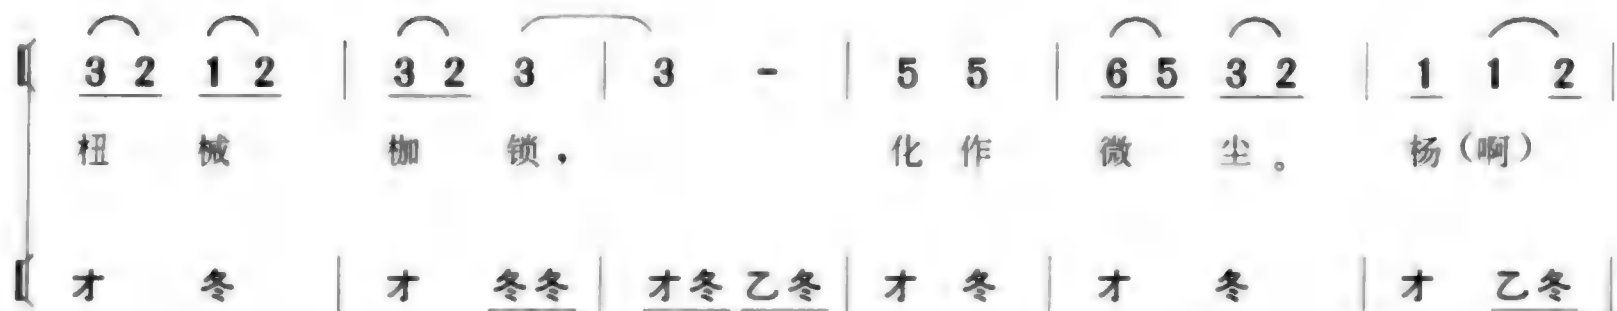 3 2 1 2 | 3 2 3 | 3 - | 5 5 | 6 5 3 2 | 1 1 2 |
杻 械 枷 锁， 化 作 微 尘。 杨（啊）
才 冬 | 才 冬冬 | 才冬 乙冬 | 才 冬 | 才 冬 | 才 乙冬 |